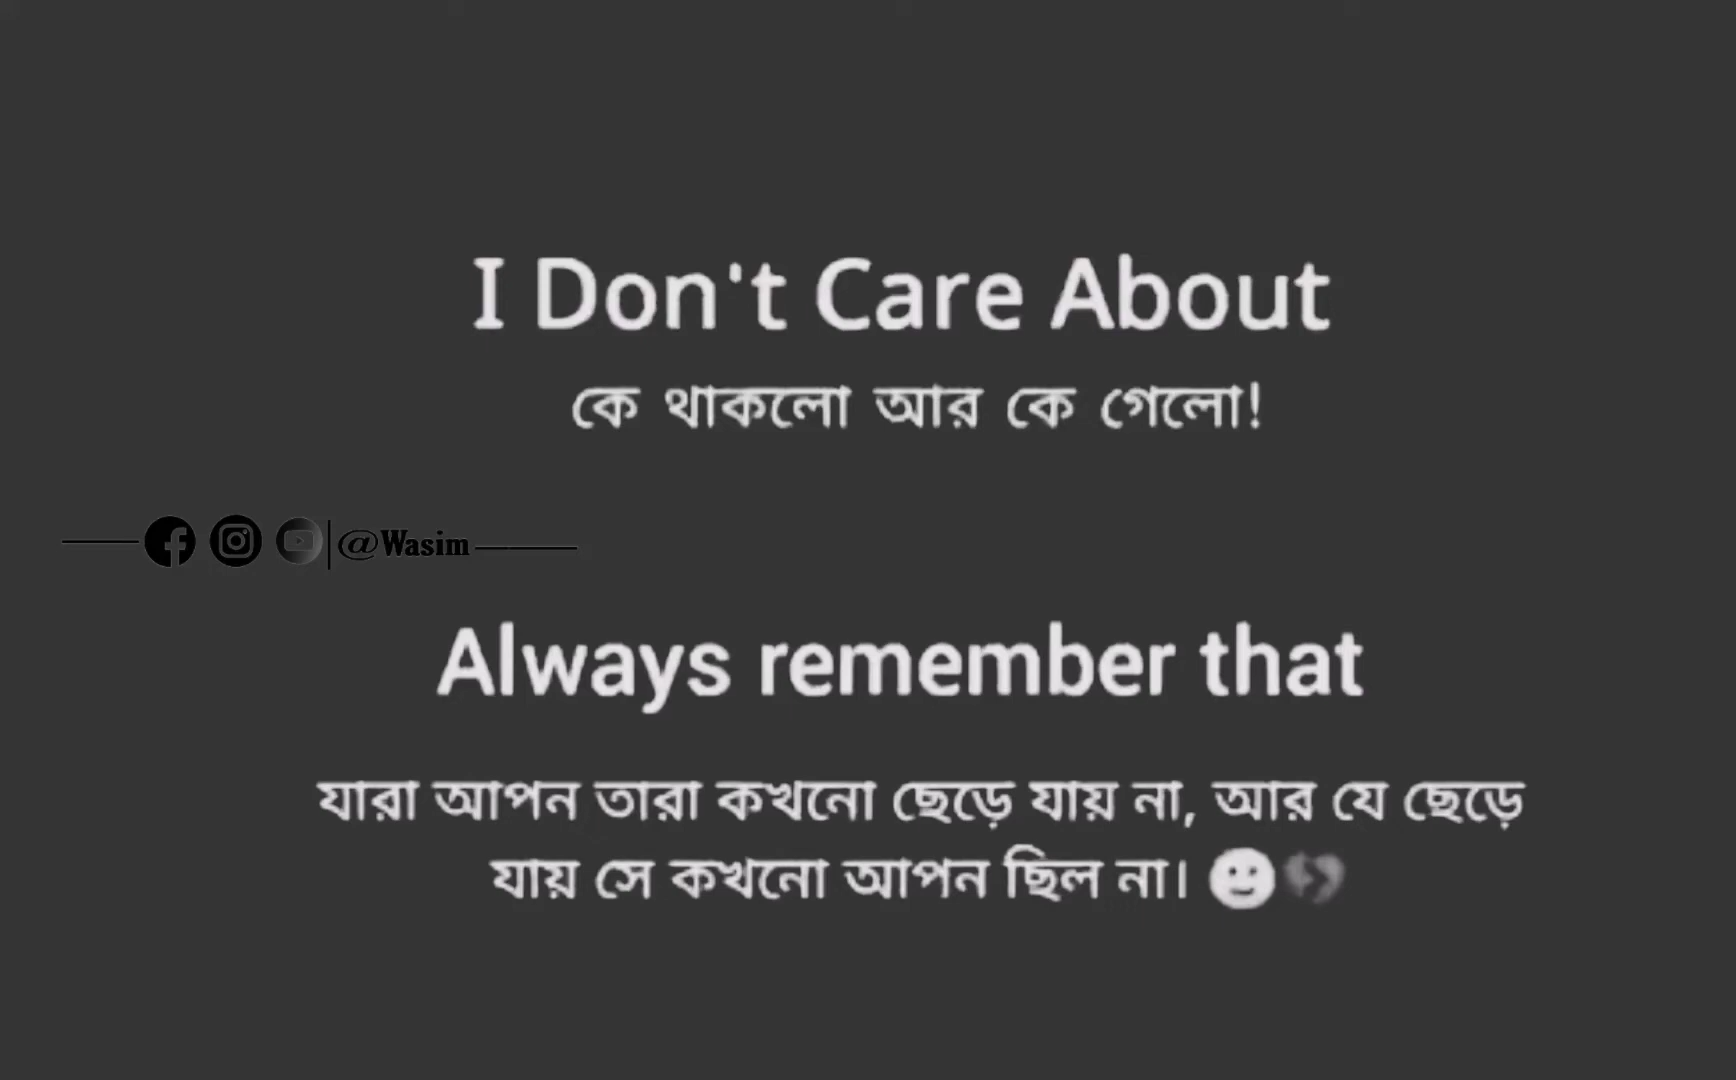 I Don't Care About
কে থাকলো আর কে গেলো!
@Wasim
Always remember that
যারা আপন তারা কখনো ছেড়ে যায় না, আর যে ছেড়ে
যায় সে কখনো আপন ছিল না। 🙂💔